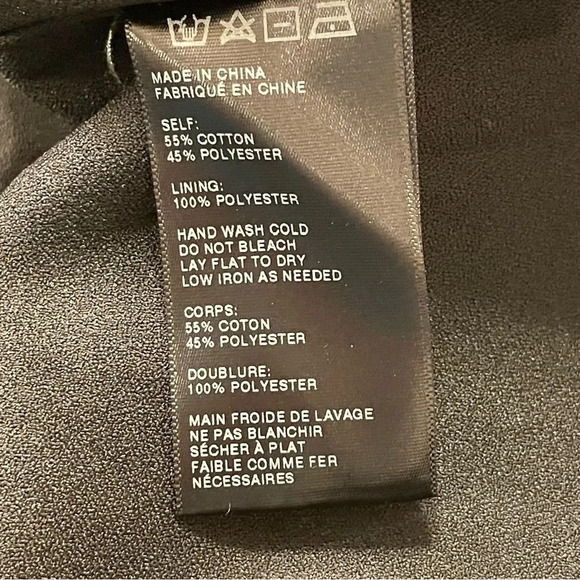 MADE IN CHINA
FABRIQUÉ EN CHINE
SELF:
55% COTTON
45% POLYESTER
LINING:
100% POLYESTER
HAND WASH COLD
DO NOT BLEACH
LAY FLAT TO DRY
LOW IRON AS NEEDED
CORPS:
55% COTON
45% POLYESTER
DOUBLURE:
100% POLYESTER
MAIN FROIDE DE LAVAGE
NE PAS BLANCHIR
SÉCHER À PLAT
FAIBLE COMME FER
NÉCESSAIRES